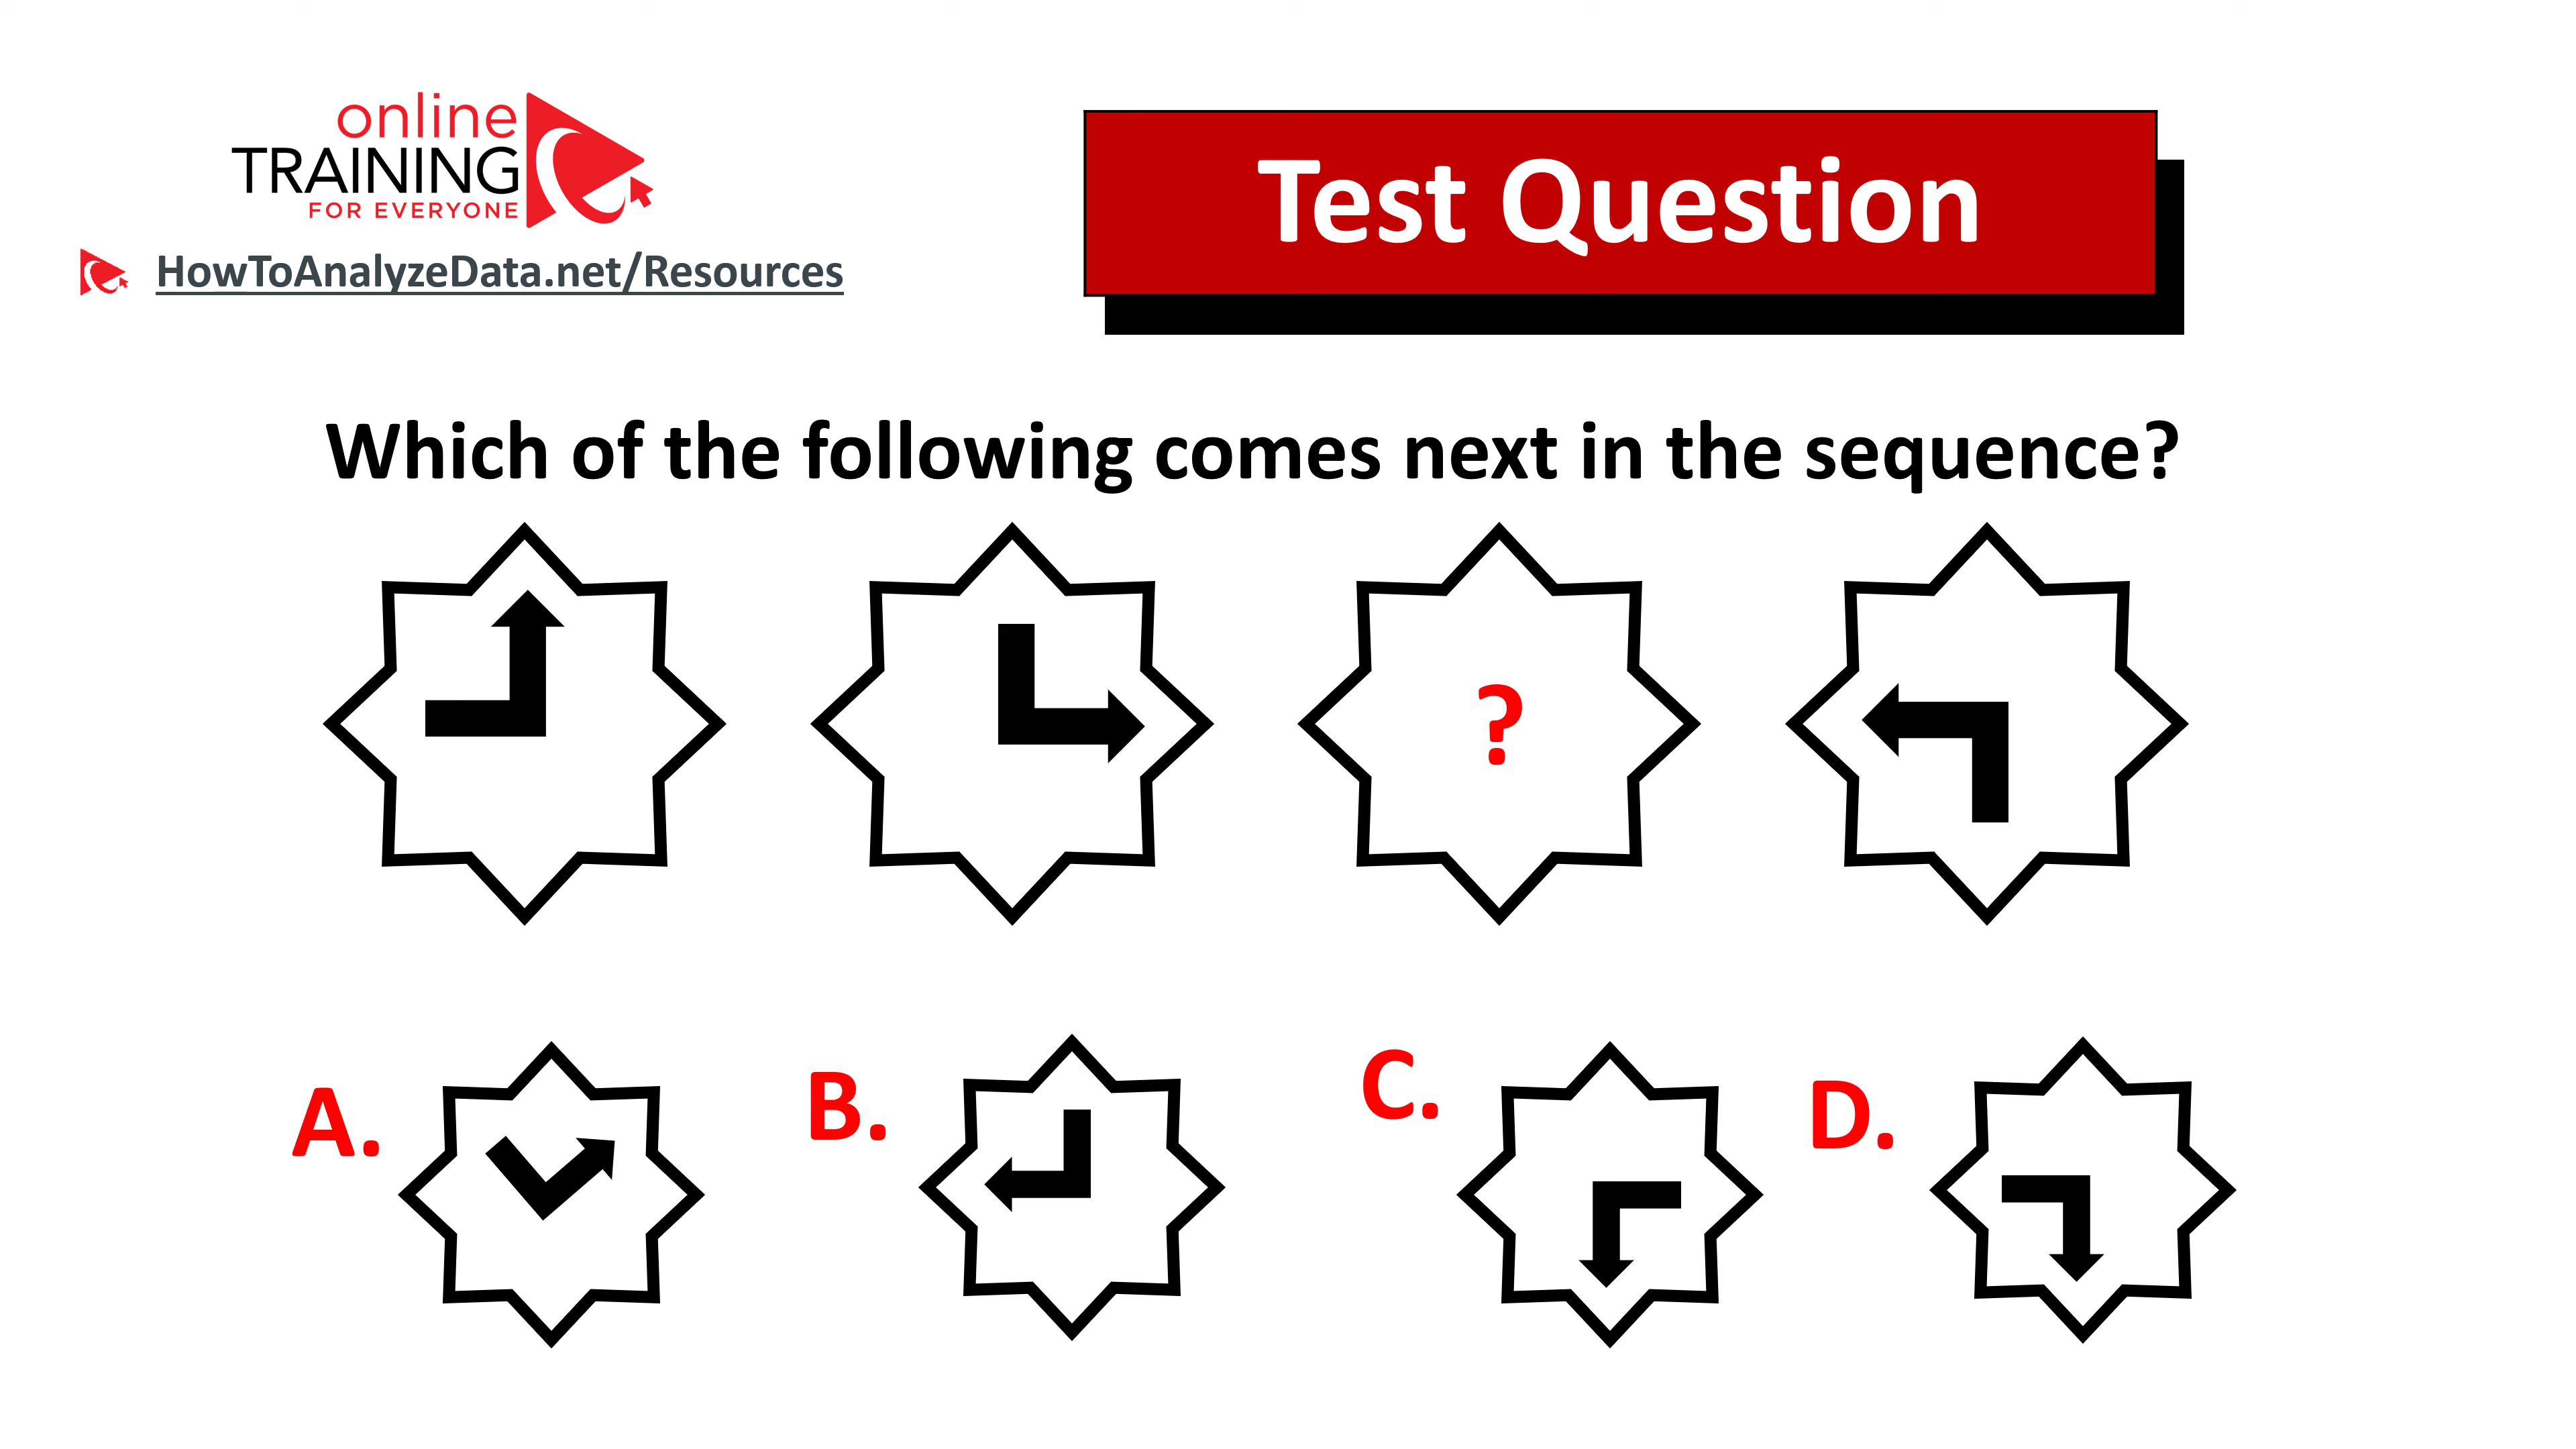 online
TRAINING
FOR EVERYONE
HowToAnalyzeData.net/Resources
Test Question
Which of the following comes next in the sequence?
?
A.
B.
C.
D.